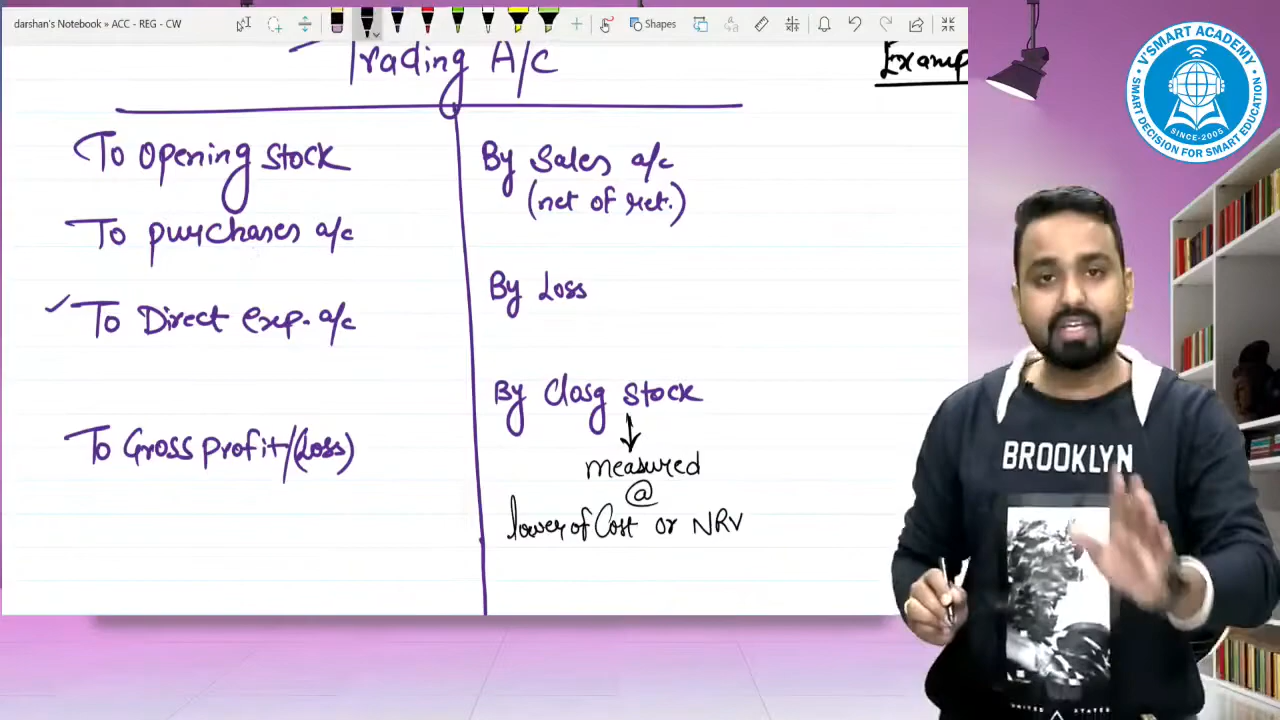 darshan's Notebook » ACC - REG - CW
Shapes
Trading A/c
Examp
To Opening Stock
To purchases a/c
To Direct exp. a/c
To Gross profit/(Loss)
By Sales a/c
(net of ret.)
By Loss
By Closg Stock
measured
@
lower of Cost or NRV
V'SMART ACADEMY
SINCE-2005
SMART DECISION FOR SMART EDUCATION
BROOKLYN
UNITED STATES